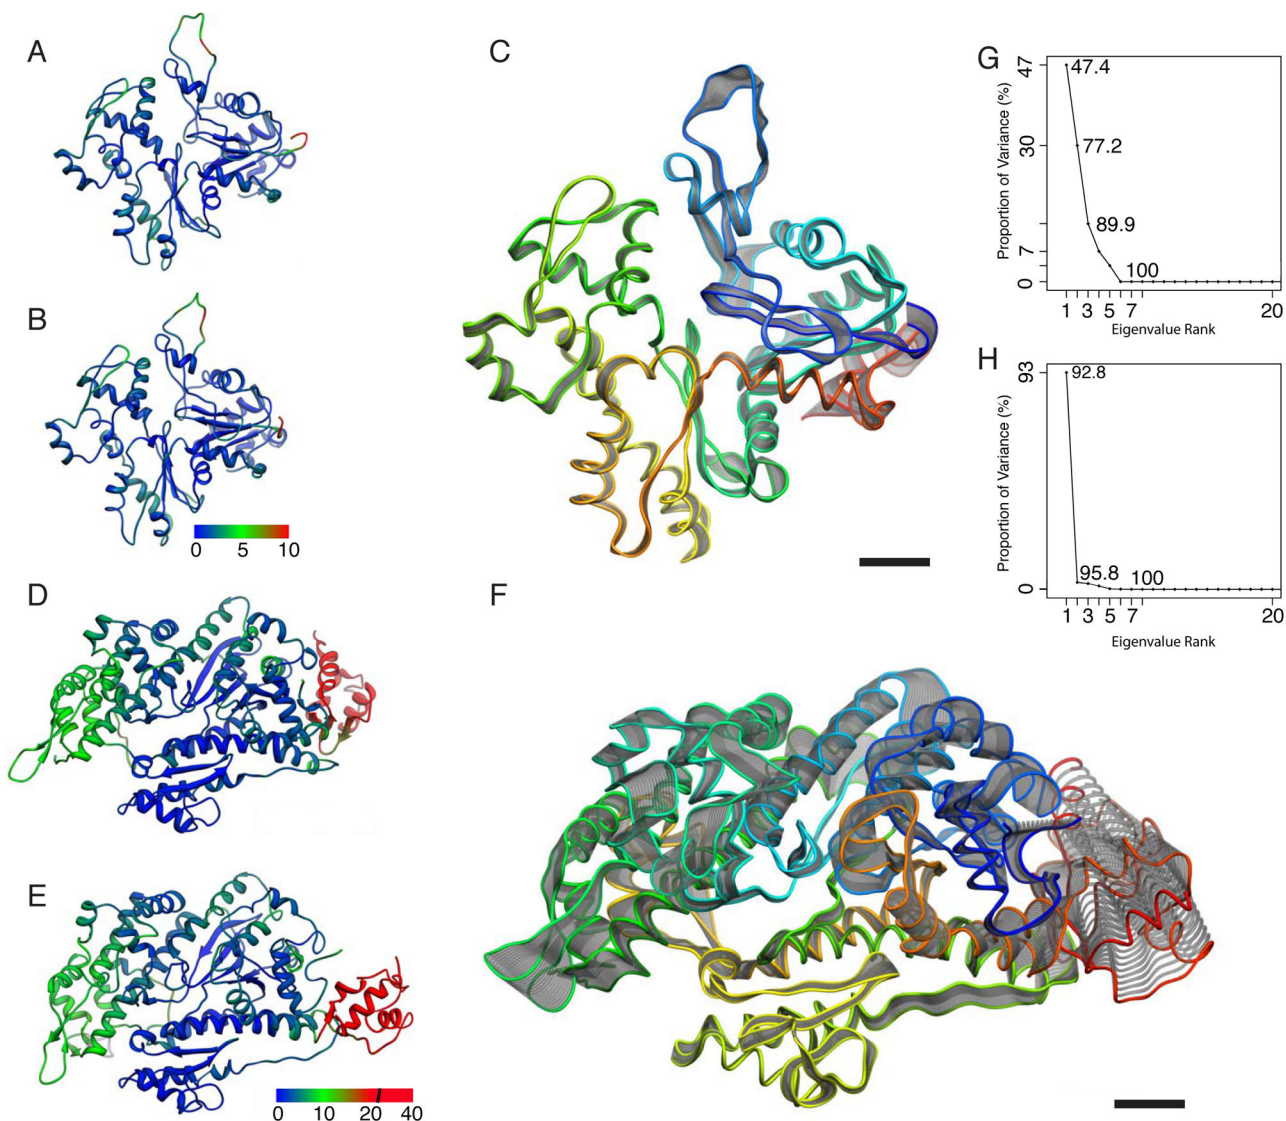 A
B
0 5 10
C
D
E
0 10 20 40
F
G
Proportion of Variance (%)
47
30
7
0
47.4
77.2
89.9
100
1 3 5 7 20
Eigenvalue Rank
H
Proportion of Variance (%)
93
0
92.8
95.8
100
1 3 5 7 20
Eigenvalue Rank